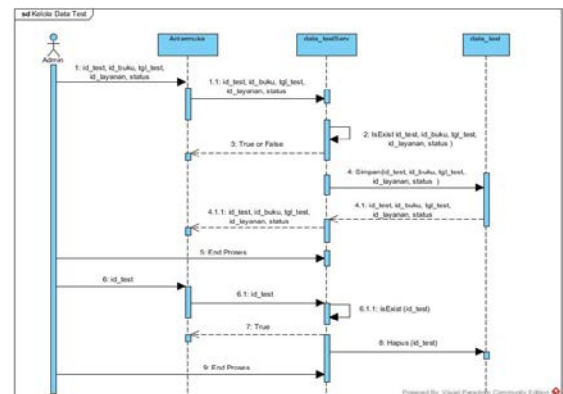 sd Kelola Data Test
Admin
Antarmuka
data_testServ
data_test
1: id_test, id_buku, tgl_test,
id_layanan, status
1.1: id_test, id_buku, tgl_test,
id_layanan, status
2: IsExist id_test, id_buku, tgl_test,
id_layanan, status )
3: True or False
4: Simpan(id_test, id_buku, tgl_test,
id_layanan, status )
4.1: id_test, id_buku, tgl_test,
id_layanan, status
4.1.1: id_test, id_buku, tgl_test,
id_layanan, status
5: End Proses
6: id_test
6.1: id_test
6.1.1: isExist (id_test)
7: True
8: Hapus (id_test)
9: End Proses
Powered By Visual Paradigm Community Edition